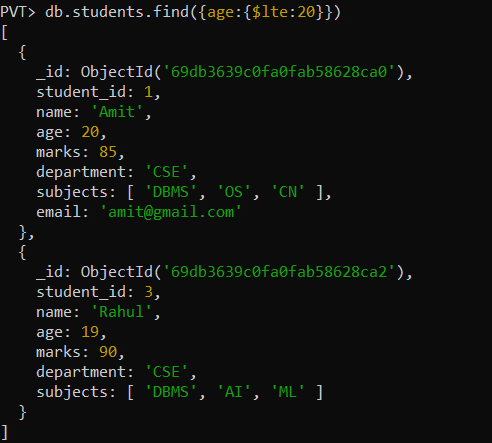 PVT> db.students.find({age:{$lte:20}})
[
  {
    _id: ObjectId('69db3639c0fa0fab58628ca0'),
    student_id: 1,
    name: 'Amit',
    age: 20,
    marks: 85,
    department: 'CSE',
    subjects: [ 'DBMS', 'OS', 'CN' ],
    email: 'amit@gmail.com'
  },
  {
    _id: ObjectId('69db3639c0fa0fab58628ca2'),
    student_id: 3,
    name: 'Rahul',
    age: 19,
    marks: 90,
    department: 'CSE',
    subjects: [ 'DBMS', 'AI', 'ML' ]
  }
]